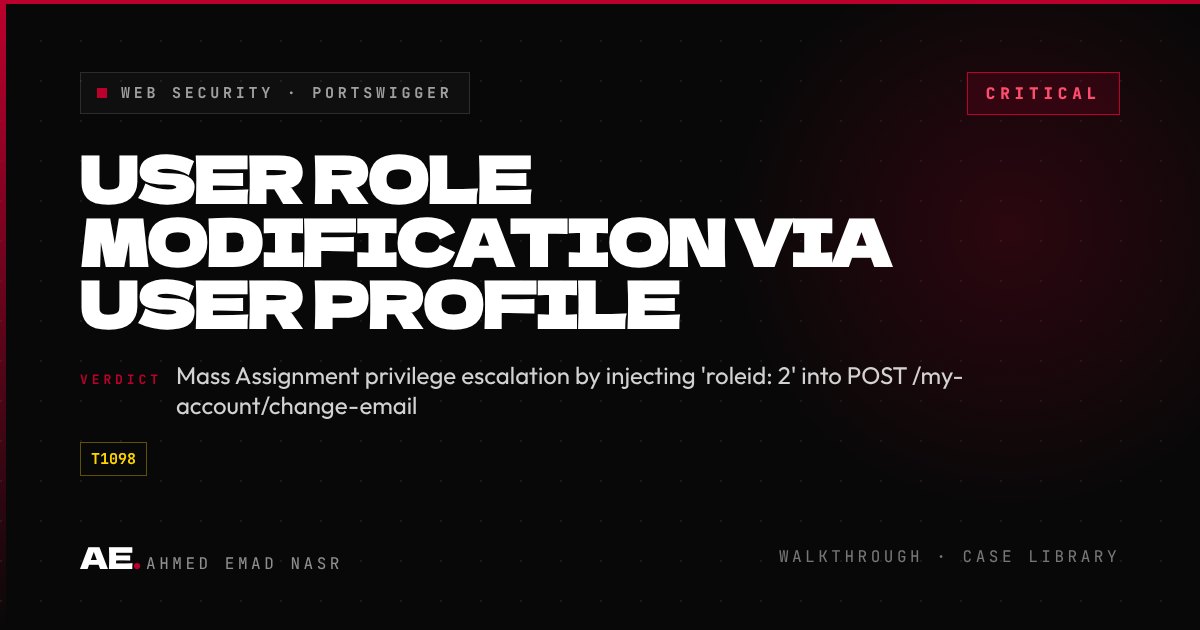 WEB SECURITY · PORTSWIGGER
CRITICAL
USER ROLE
MODIFICATION VIA
USER PROFILE
VERDICT
Mass Assignment privilege escalation by injecting 'roleid: 2' into POST /my-
account/change-email
T1098
AE.
AHMED EMAD NASR
WALKTHROUGH · CASE LIBRARY